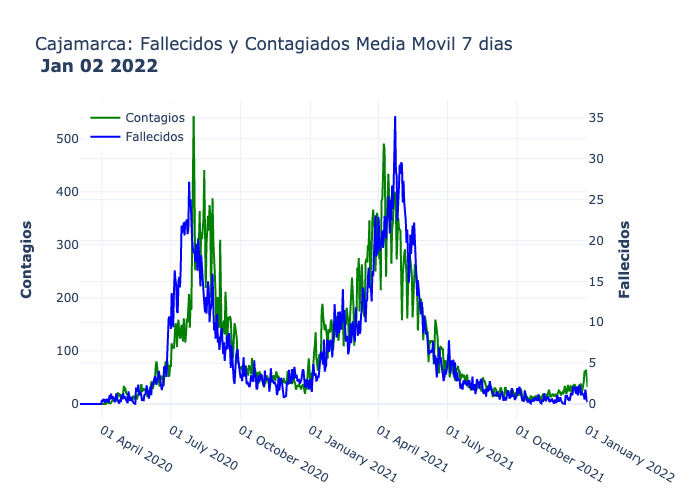 Cajamarca: Fallecidos y Contagiados Media Movil 7 dias
Jan 02 2022
Contagios
Fallecidos
500
400
300
200
100
0
Contagios
35
30
25
20
15
10
5
0
Fallecidos
01 April 2020
01 July 2020
01 October 2020
01 January 2021
01 April 2021
01 July 2021
01 October 2021
01 January 2022